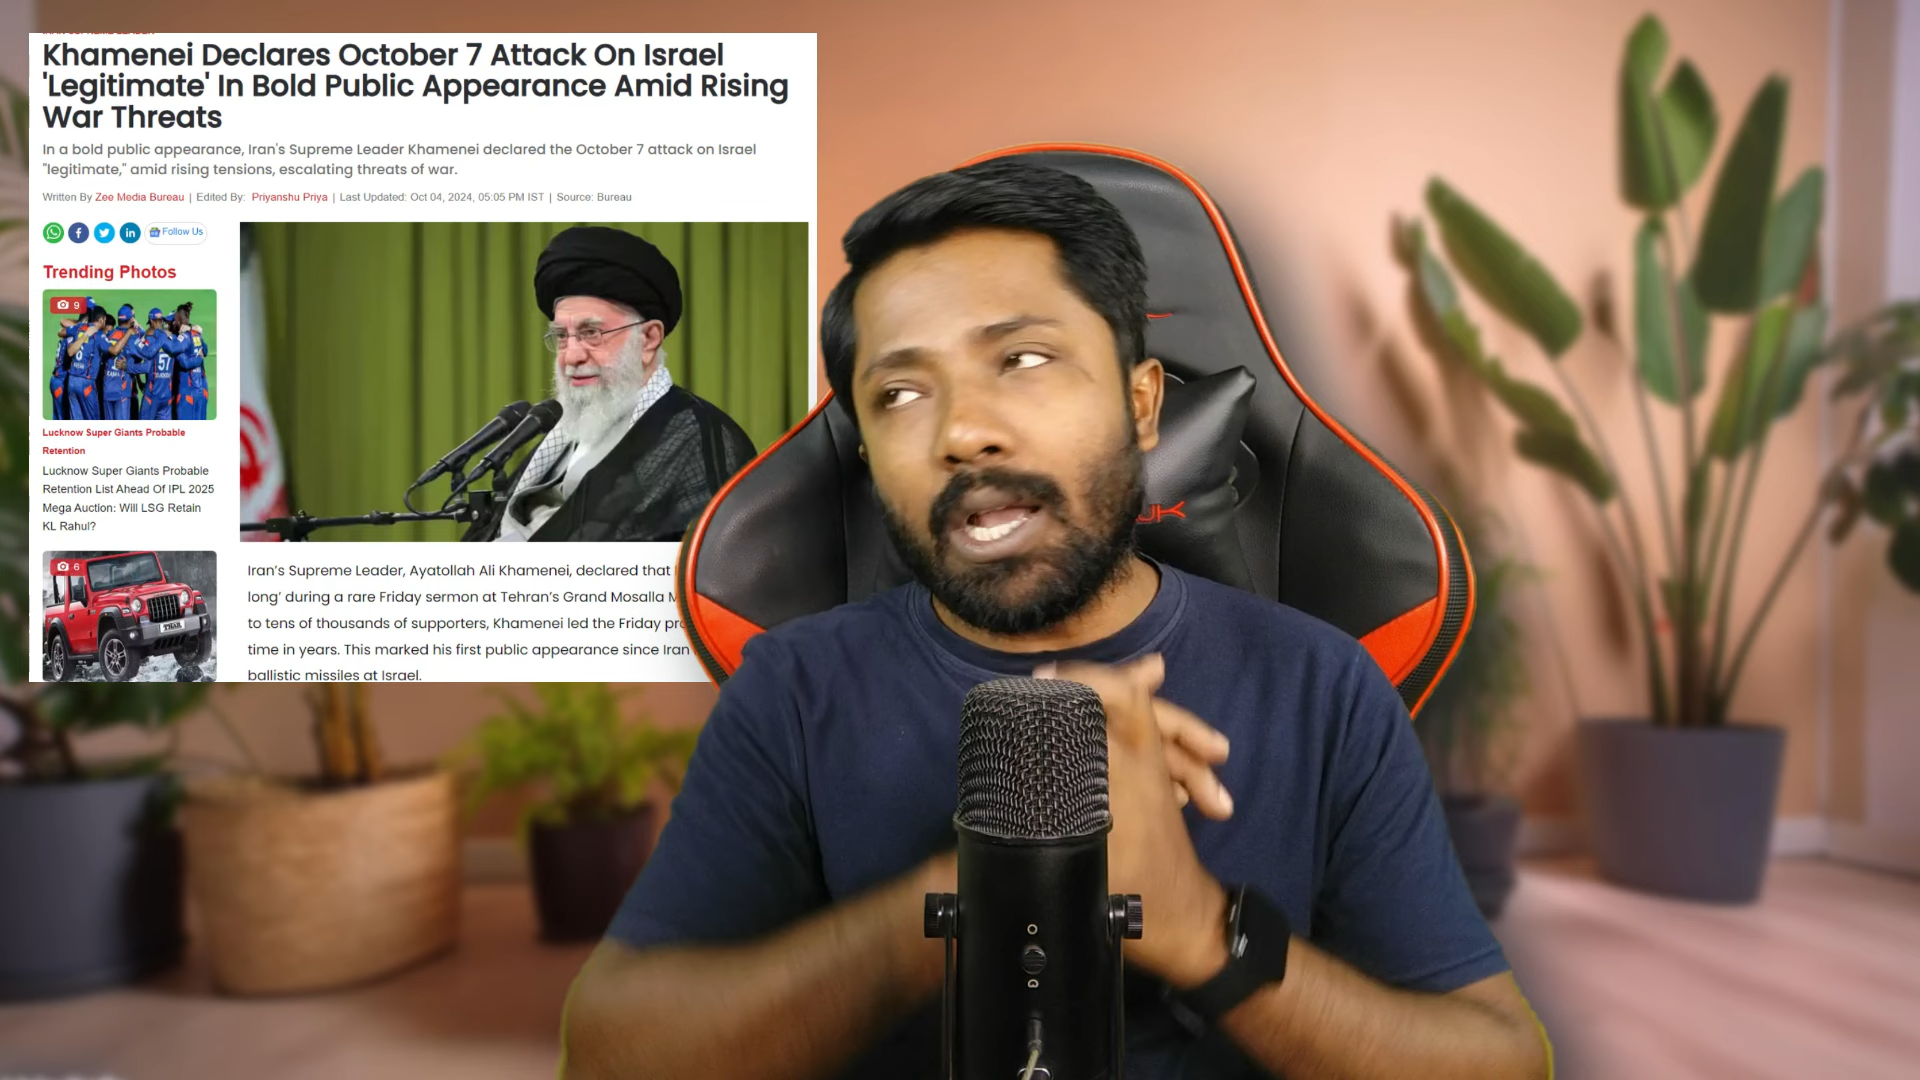 Khamenei Declares October 7 Attack On Israel
'Legitimate' In Bold Public Appearance Amid Rising
War Threats
In a bold public appearance, Iran's Supreme Leader Khamenei declared the October 7 attack on Israel
"legitimate," amid rising tensions, escalating threats of war.
Written By Zee Media Bureau | Edited By: Priyanshu Priya | Last Updated: Oct 04, 2024, 05:05 PM IST | Source: Bureau
Follow Us
Trending Photos
9
57
Lucknow Super Giants Probable
Retention
Lucknow Super Giants Probable
Retention List Ahead Of IPL 2025
Mega Auction: Will LSG Retain
KL Rahul?
6
THAR
Iran's Supreme Leader, Ayatollah Ali Khamenei, declared that
long' during a rare Friday sermon at Tehran's Grand Mosalla
to tens of thousands of supporters, Khamenei led the Friday
time in years. This marked his first public appearance since Iran
ballistic missiles at Israel.